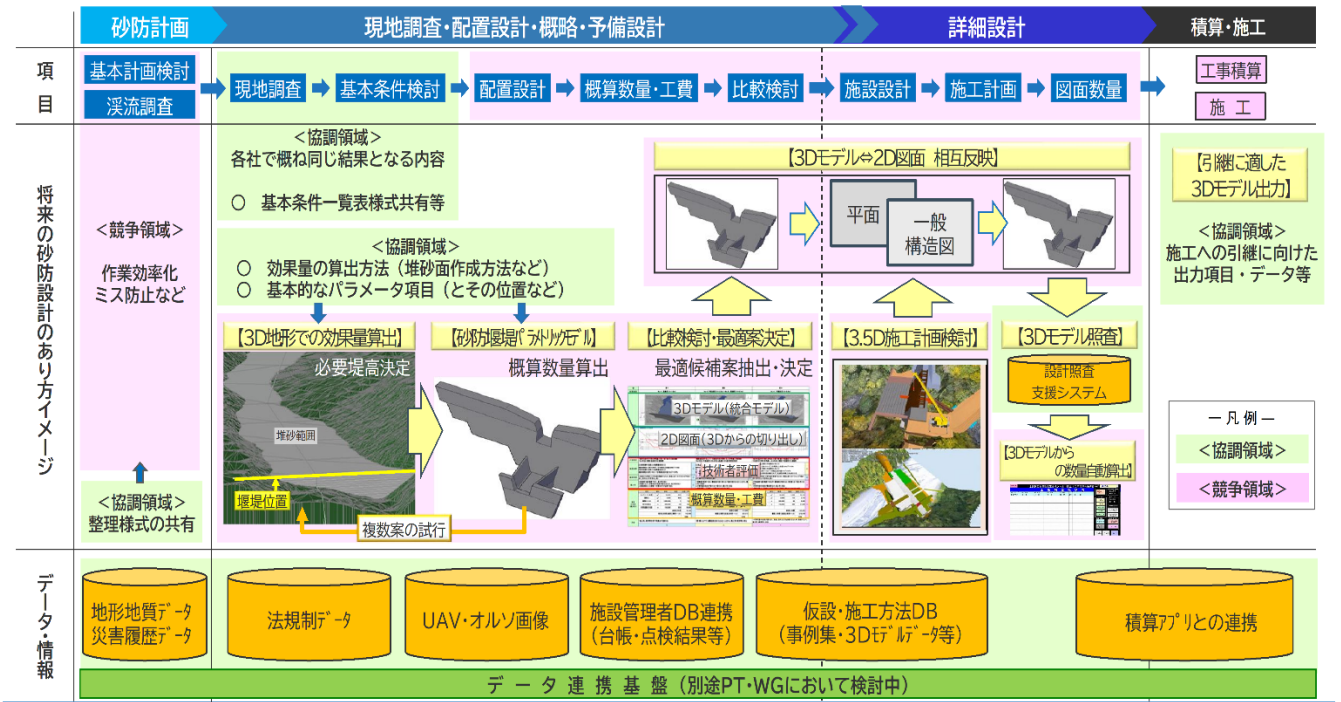 砂防計画
現地調査・配置設計・概略・予備設計
詳細設計
積算・施工
項
目
基本計画検討
渓流調査
現地調査
基本条件検討
配置設計
概算数量・工費
比較検討
施設設計
施工計画
図面数量
工事積算
施 工
将来の砂防設計のあり方イメージ
<競争領域>
作業効率化
ミス防止など
<協調領域>
整理様式の共有
<協調領域>
各社で概ね同じ結果となる内容
○ 基本条件一覧表様式共有等
<協調領域>
○ 効果量の算出方法（堆砂面作成方法など）
○ 基本的なパラメータ項目（とその位置など）
【3D地形での効果量算出】
必要堤高決定
堆砂範囲
堰堤位置
複数案の試行
【砂防堰堤パラメトリックモデル】
概算数量算出
【比較検討・最適案決定】
最適候補案抽出・決定
3Dモデル(統合モデル)
2D図面(3Dからの切り出し)
技術者評価
概算数量・工費
【3Dモデル⇔2D図面 相互反映】
平面
一般
構造図
【3.5D施工計画検討】
【3Dモデル照査】
設計照査
支援システム
【3Dモデルから
の数量自動算出】
【引継に適した
3Dモデル出力】
<協調領域>
施工への引継に向けた
出力項目・データ等
―凡例―
<協調領域>
<競争領域>
データ・情報
地形地質データ
災害履歴データ
法規制データ
UAV・オルソ画像
施設管理者DB連携
（台帳・点検結果等）
仮設・施工方法DB
（事例集・3Dモデルデータ等）
積算アプリとの連携
データ連携基盤（別途PT・WGにおいて検討中）